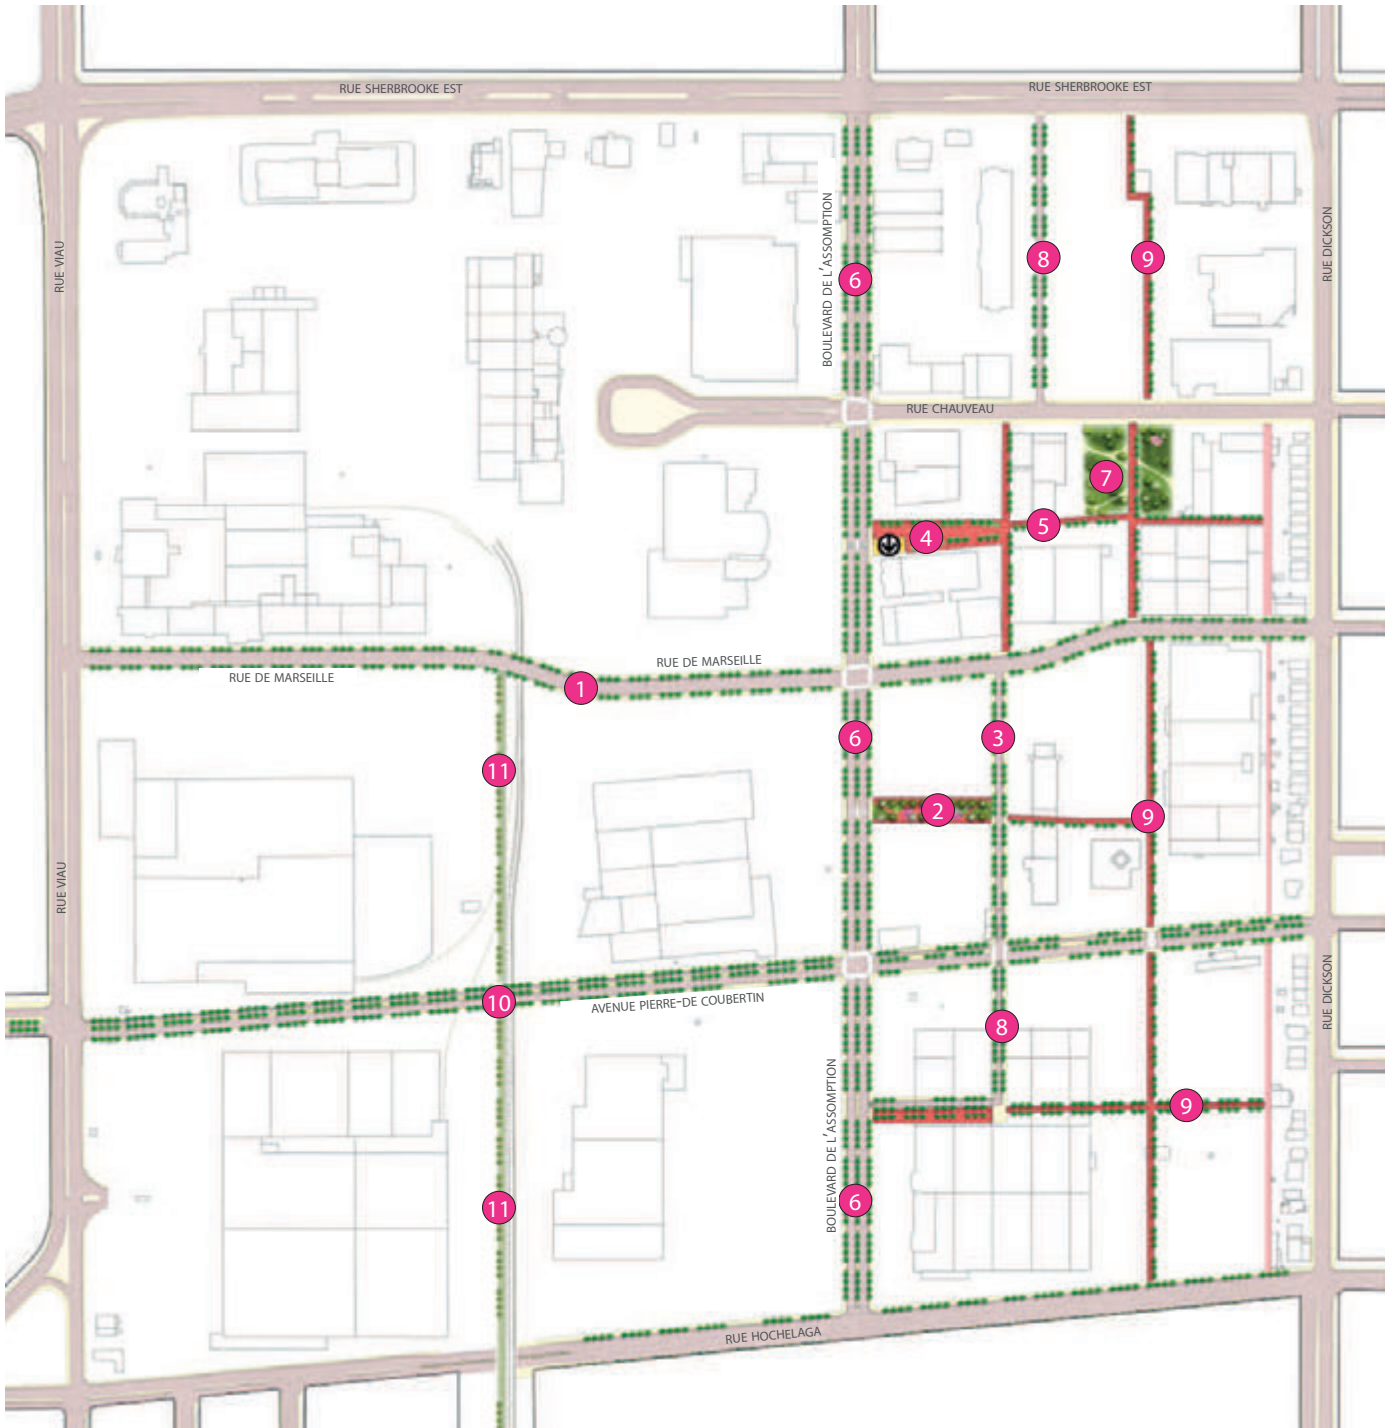 RUE SHERBROOKE EST
RUE SHERBROOKE EST
RUE VIAU
BOULEVARD DE L'ASSOMPTION
RUE DICKSON
8
9
6
RUE CHAUVEAU
7
5
4
RUE DE MARSEILLE
RUE DE MARSEILLE
1
6
3
11
2
9
RUE VIAU
10
AVENUE PIERRE-DE COUBERTIN
RUE DICKSON
8
BOULEVARD DE L'ASSOMPTION
9
11
6
RUE HOCHELAGA